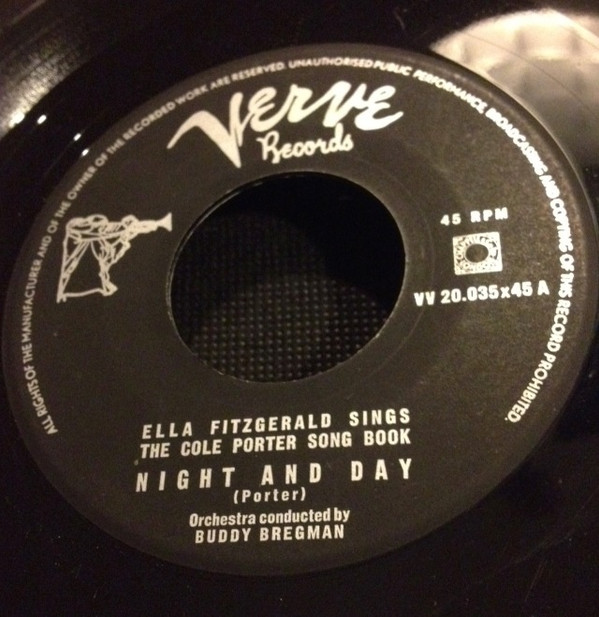 ALL RIGHTS OF THE MANUFACTURER AND OF THE OWNER OF THE RECORDED WORK ARE RESERVED. UNAUTHORISED PUBLIC PERFORMANCE, BROADCASTING AND COPYING OF THIS RECORD PROHIBITED.
Verve
Records
45 RPM
VV 20.035x45 A
ELLA FITZGERALD SINGS
THE COLE PORTER SONG BOOK
NIGHT AND DAY
(Porter)
Orchestra conducted by
BUDDY BREGMAN